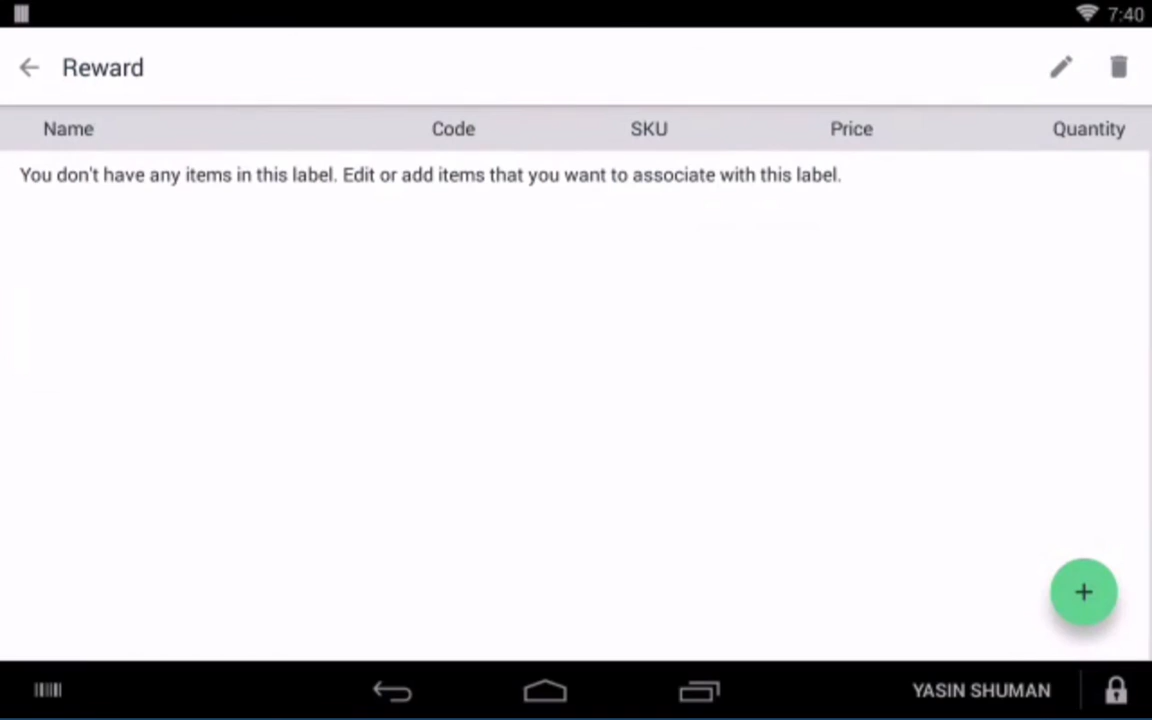 7:40
Reward
Name Code SKU Price Quantity
You don't have any items in this label. Edit or add items that you want to associate with this label.
+
YASIN SHUMAN